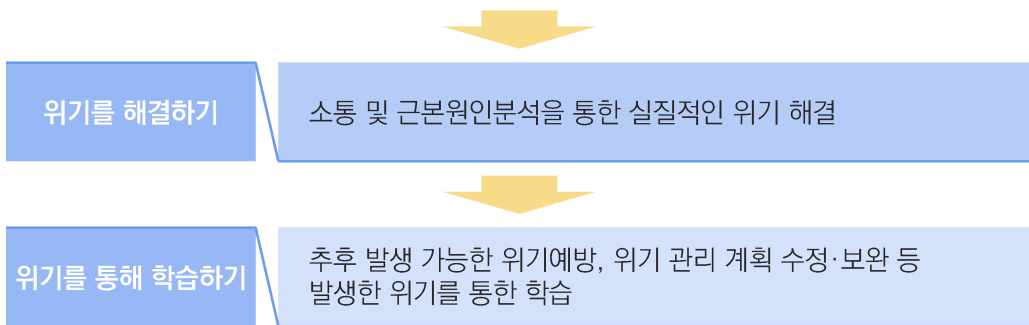 위기를 해결하기
소통 및 근본원인분석을 통한 실질적인 위기 해결
위기를 통해 학습하기
추후 발생 가능한 위기예방, 위기 관리 계획 수정·보완 등
발생한 위기를 통한 학습